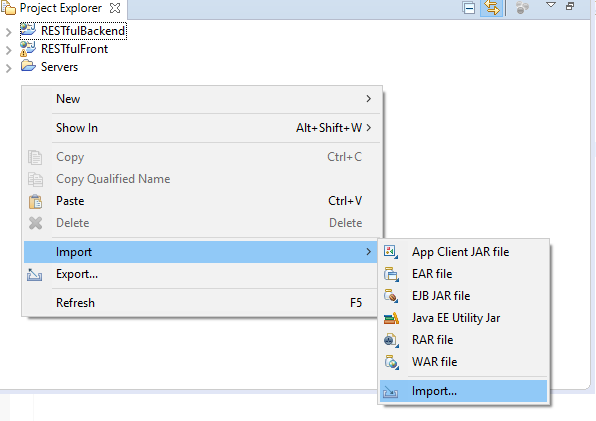 Project Explorer
RESTfulBackend
RESTfulFront
Servers
New
Show In Alt+Shift+W
Copy Ctrl+C
Copy Qualified Name
Paste Ctrl+V
Delete Delete
Import
Export...
Refresh F5
App Client JAR file
EAR file
EJB JAR file
Java EE Utility Jar
RAR file
WAR file
Import...